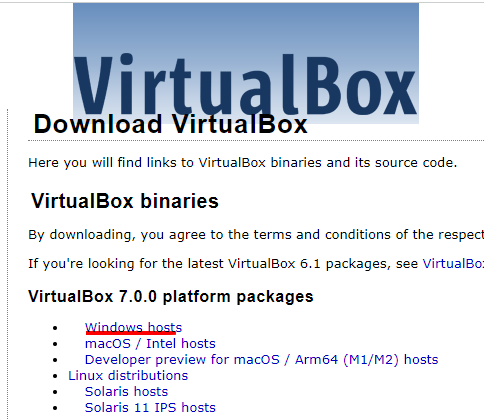 VirtualBox
Download VirtualBox
Here you will find links to VirtualBox binaries and its source code.
VirtualBox binaries
By downloading, you agree to the terms and conditions of the respect
If you're looking for the latest VirtualBox 6.1 packages, see VirtualBo
VirtualBox 7.0.0 platform packages
Windows hosts
macOS / Intel hosts
Developer preview for macOS / Arm64 (M1/M2) hosts
Linux distributions
Solaris hosts
Solaris 11 IPS hosts